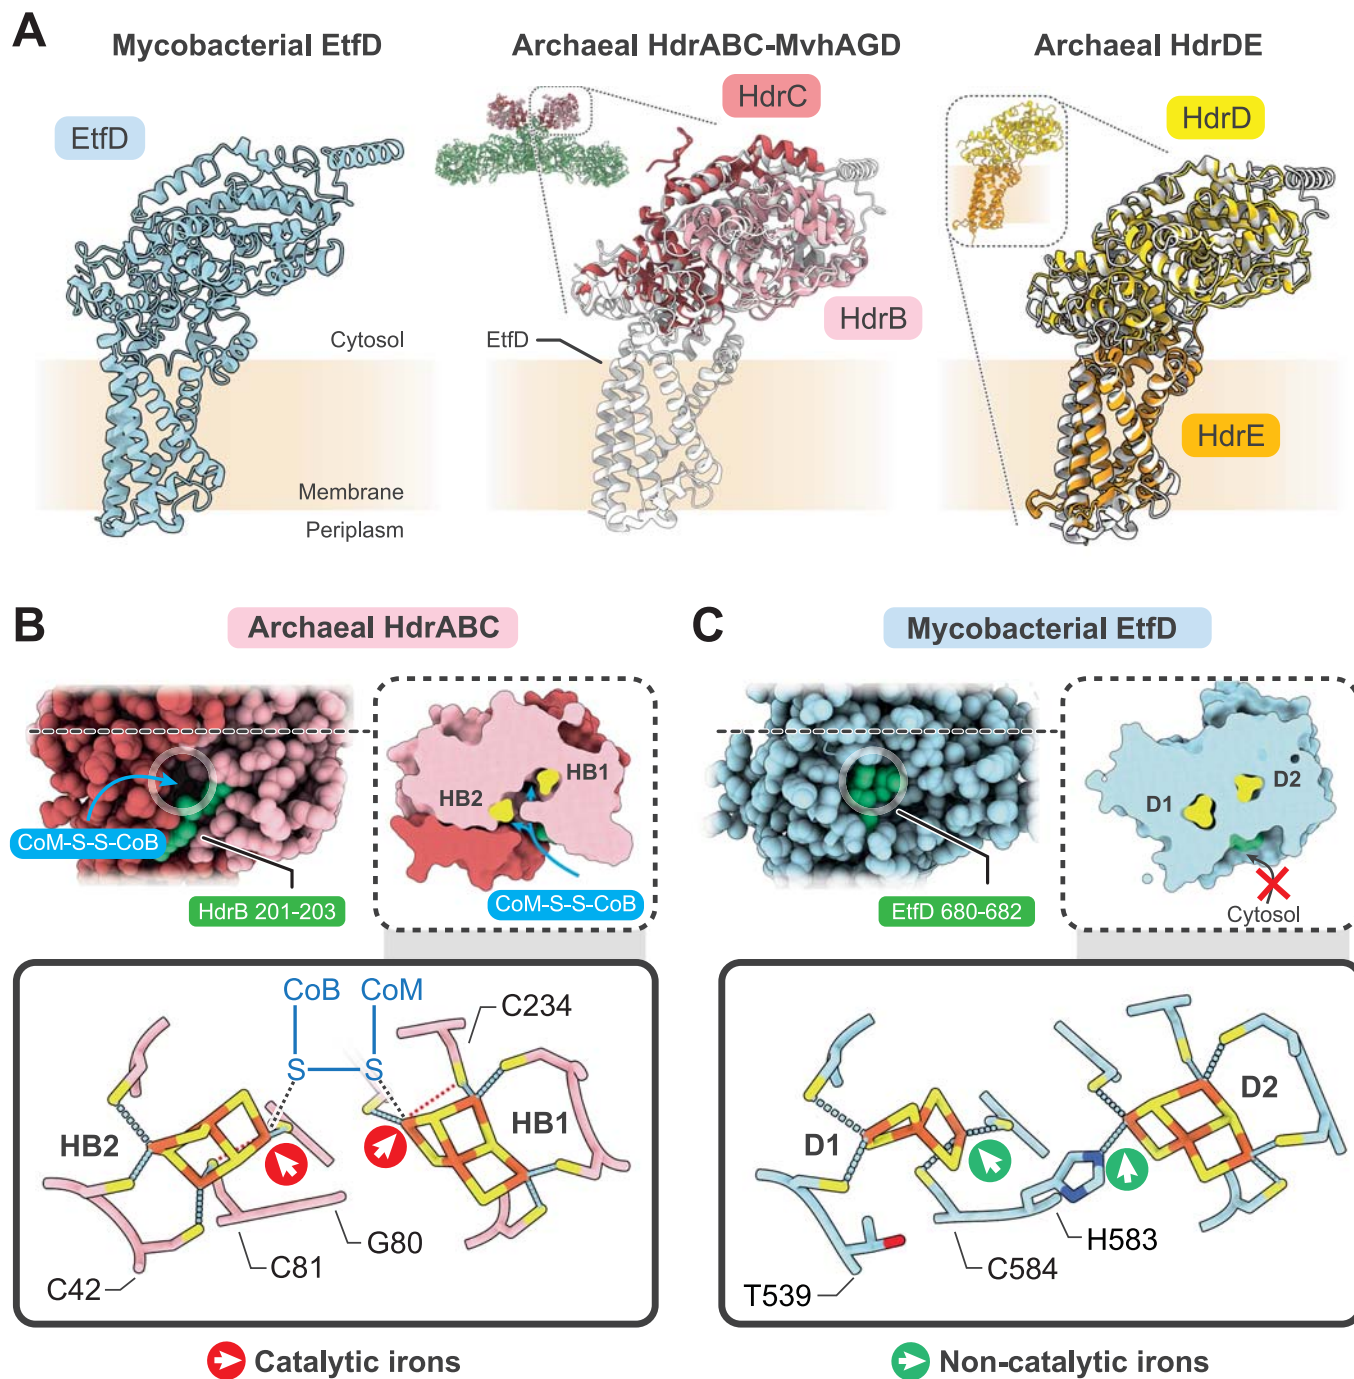 A
Mycobacterial EtfD
Archaeal HdrABC-MvhAGD
Archaeal HdrDE
EtfD
HdrC
HdrD
HdrB
EtfD
Cytosol
HdrE
Membrane
Periplasm
B
Archaeal HdrABC
C
Mycobacterial EtfD
HB1
HB2
CoM-S-S-CoB
HdrB 201-203
CoM-S-S-CoB
D2
D1
EtfD 680-682
Cytosol
CoB
CoM
S
S
C234
HB2
HB1
G80
C81
C42
D1
D2
H583
C584
T539
Catalytic irons
Non-catalytic irons